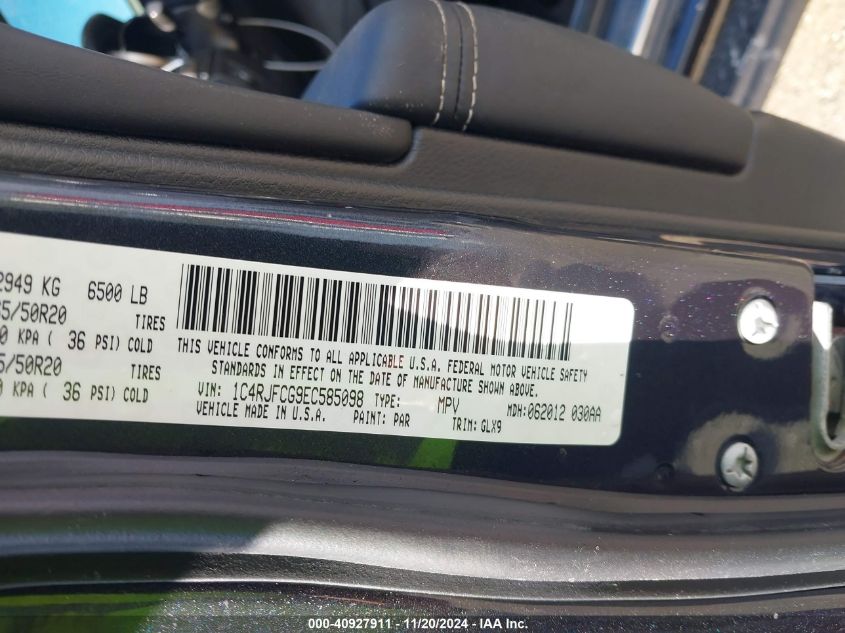 2949 KG 6500 LB
5/50R20 TIRES
0 KPA ( 36 PSI) COLD
5/50R20 TIRES
0 KPA ( 36 PSI) COLD
THIS VEHICLE CONFORMS TO ALL APPLICABLE U.S.A. FEDERAL MOTOR VEHICLE SAFETY
STANDARDS IN EFFECT ON THE DATE OF MANUFACTURE SHOWN ABOVE.
VIN: 1C4RJFCG9EC585098 TYPE: MPV MDH:062012 030AA
VEHICLE MADE IN U.S.A. PAINT: PAR TRIM: GLX9
000-40927911 - 11/20/2024 - IAA Inc.